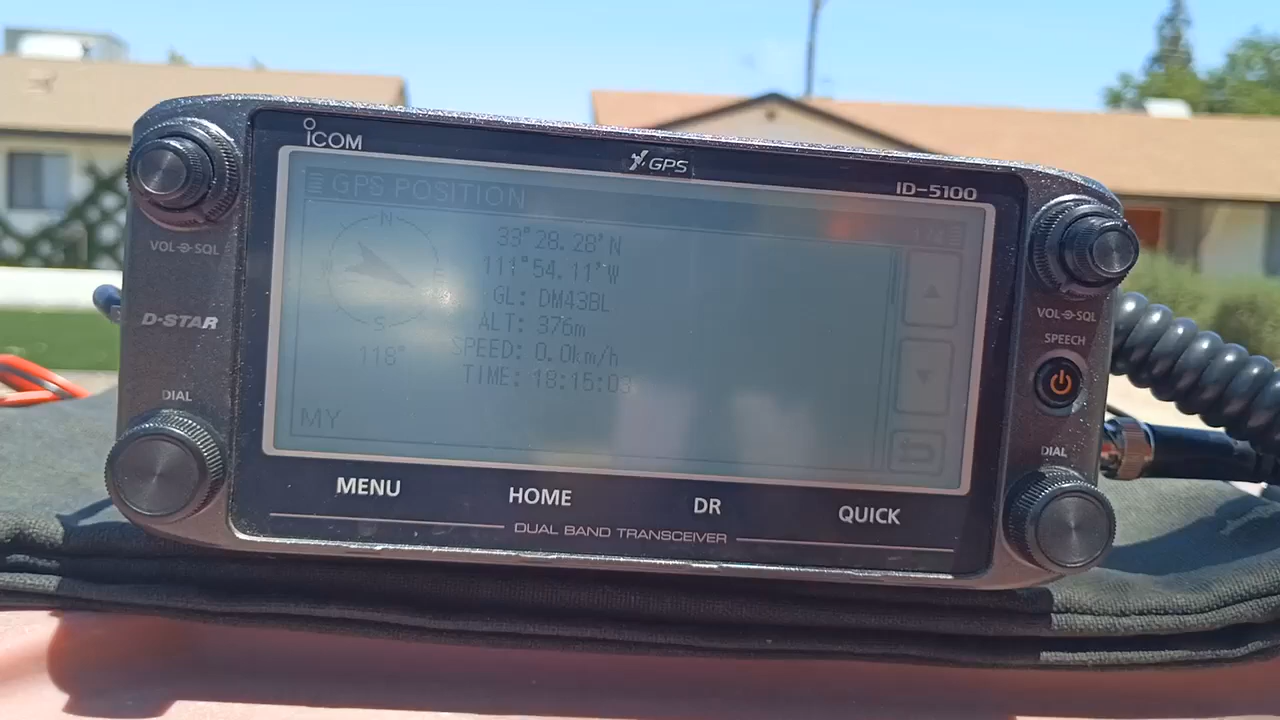 ICOM
GPS
ID-5100
GPS POSITION
N
E
S
118°
33°28.28'N
111°54.11'W
GL: DM43BL
ALT: 376m
SPEED: 0.0km/h
TIME: 18:15:03
MY
VOL SQL
D-STAR
DIAL
VOL SQL
SPEECH
DIAL
MENU
HOME
DR
QUICK
DUAL BAND TRANSCEIVER